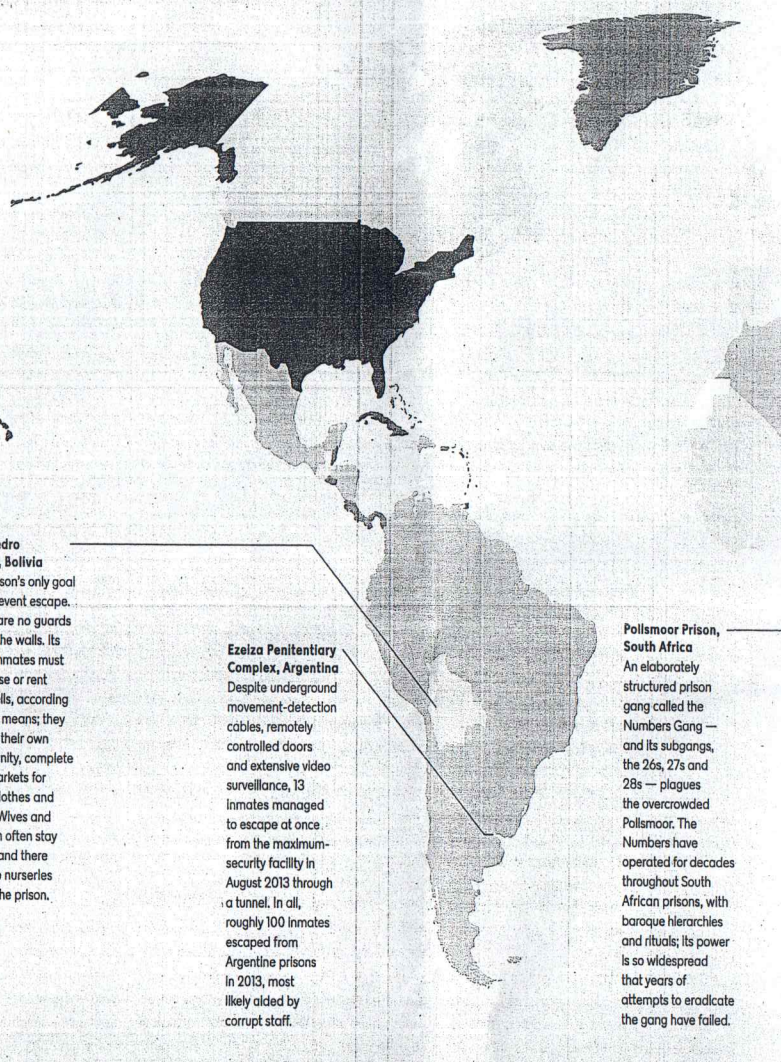 dro
, Bolivia
son's only goal
event escape.
are no guards
he walls. Its
nmates must
se or rent
lls, according
means; they
their own
nity, complete
arkets for
lothes and
Wives and
n often stay
and there
nurseries
he prison.
Ezeiza Penitentiary
Complex, Argentina
Despite underground
movement-detection
cables, remotely
controlled doors
and extensive video
surveillance, 13
inmates managed
to escape at once
from the maximum-
security facility in
August 2013 through
a tunnel. In all,
roughly 100 inmates
escaped from
Argentine prisons
in 2013, most
likely aided by
corrupt staff.
Pollsmoor Prison,
South Africa
An elaborately
structured prison
gang called the
Numbers Gang —
and its subgangs,
the 26s, 27s and
28s — plagues
the overcrowded
Pollsmoor. The
Numbers have
operated for decades
throughout South
African prisons, with
baroque hierarchies
and rituals; its power
is so widespread
that years of
attempts to eradicate
the gang have failed.